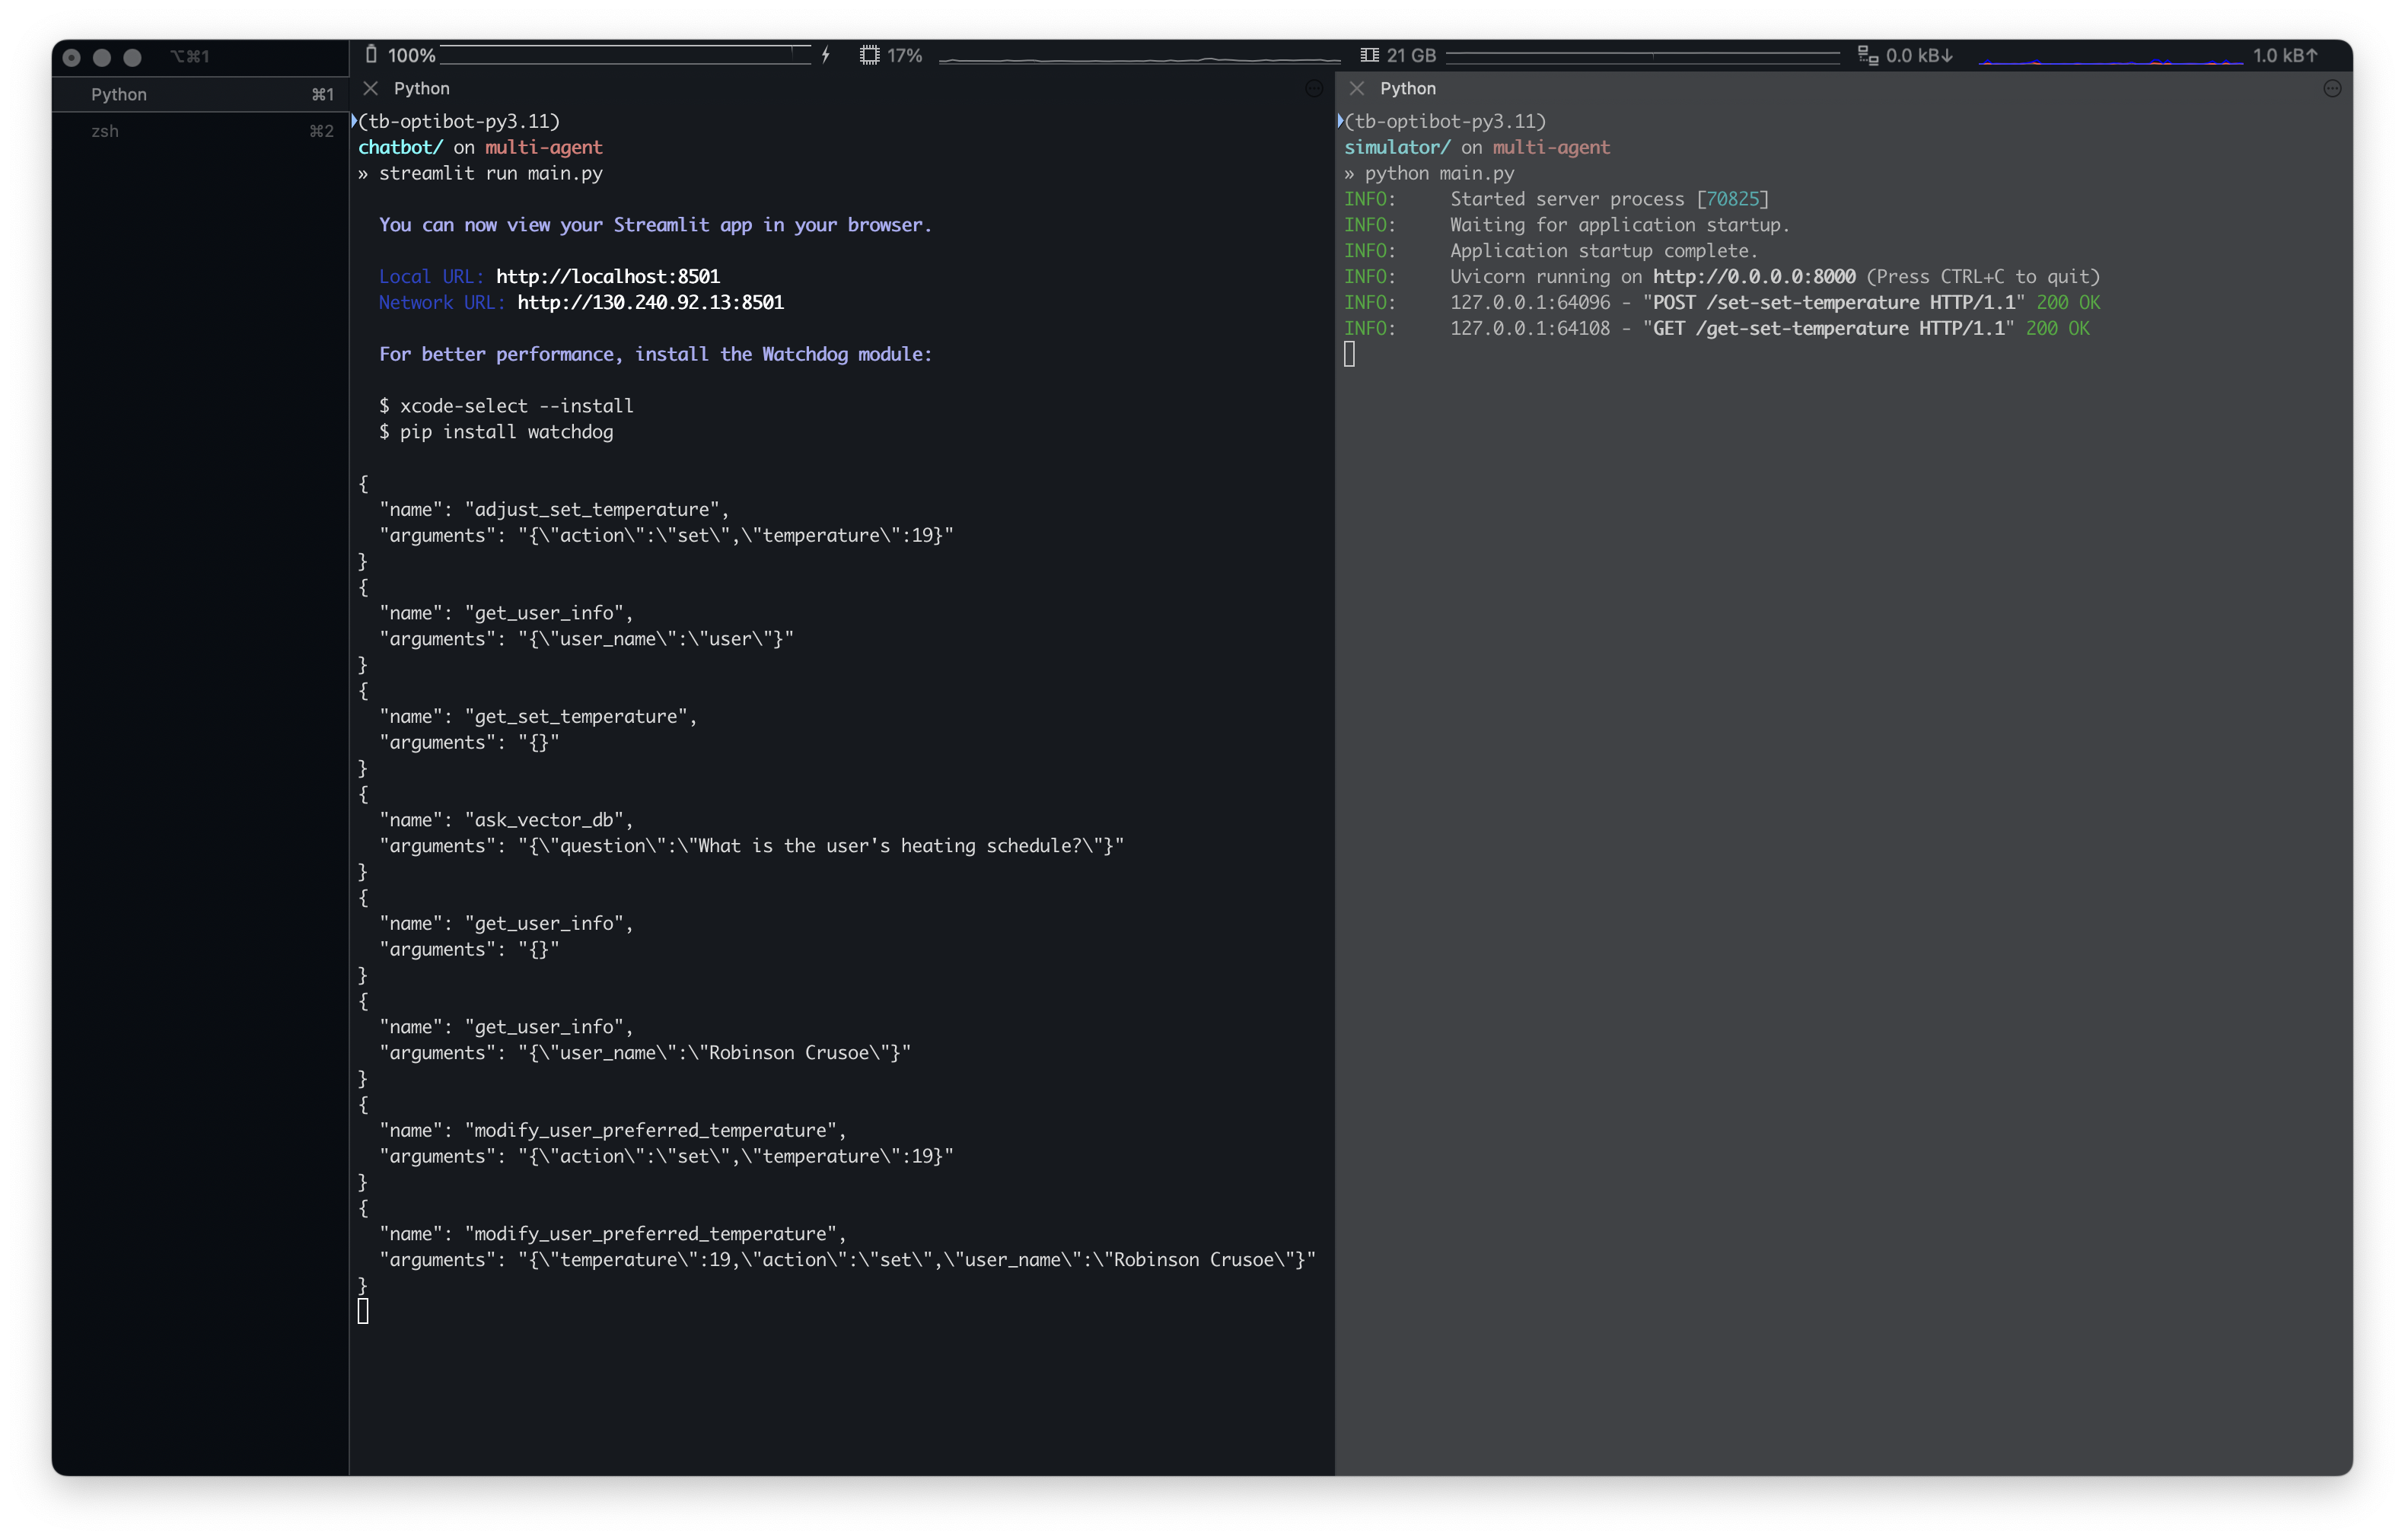 ⌥⌘1
100%
17%
21 GB
0.0 kB↓
1.0 kB↑
Python ⌘1
zsh ⌘2
Python
(tb-optibot-py3.11)
chatbot/ on multi-agent
» streamlit run main.py
You can now view your Streamlit app in your browser.
Local URL: http://localhost:8501
Network URL: http://130.240.92.13:8501
For better performance, install the Watchdog module:
$ xcode-select --install
$ pip install watchdog
{
"name": "adjust_set_temperature",
"arguments": "{\"action\":\"set\",\"temperature\":19}"
}
{
"name": "get_user_info",
"arguments": "{\"user_name\":\"user\"}"
}
{
"name": "get_set_temperature",
"arguments": "{}"
}
{
"name": "ask_vector_db",
"arguments": "{\"question\":\"What is the user's heating schedule?\"}"
}
{
"name": "get_user_info",
"arguments": "{}"
}
{
"name": "get_user_info",
"arguments": "{\"user_name\":\"Robinson Crusoe\"}"
}
{
"name": "modify_user_preferred_temperature",
"arguments": "{\"action\":\"set\",\"temperature\":19}"
}
{
"name": "modify_user_preferred_temperature",
"arguments": "{\"temperature\":19,\"action\":\"set\",\"user_name\":\"Robinson Crusoe\"}"
}
Python
(tb-optibot-py3.11)
simulator/ on multi-agent
» python main.py
INFO: Started server process [70825]
INFO: Waiting for application startup.
INFO: Application startup complete.
INFO: Uvicorn running on http://0.0.0.0:8000 (Press CTRL+C to quit)
INFO: 127.0.0.1:64096 - "POST /set-set-temperature HTTP/1.1" 200 OK
INFO: 127.0.0.1:64108 - "GET /get-set-temperature HTTP/1.1" 200 OK